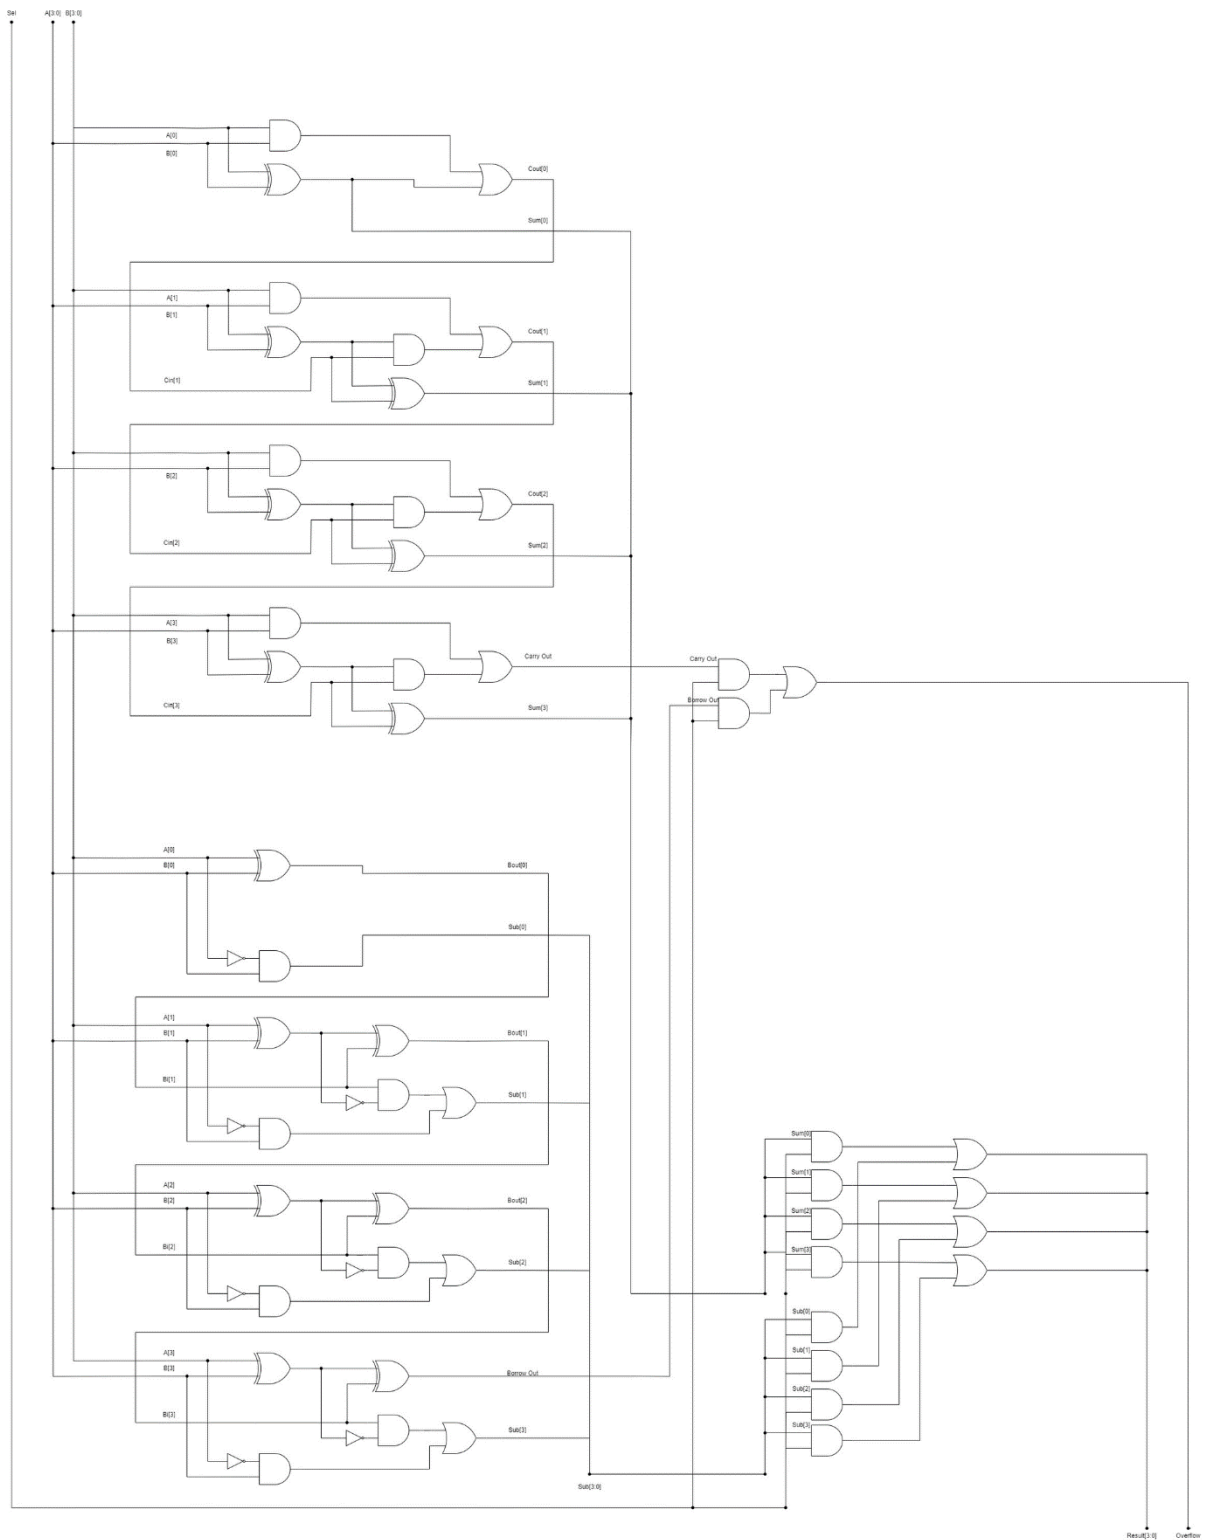 Sel
A[3:0] B[3:0]
A[0]
B[0]
Cout[0]
Sum[0]
A[1]
B[1]
Cout[1]
Cin[1]
Sum[1]
B[2]
Cout[2]
Cin[2]
Sum[2]
A[3]
B[3]
Carry Out
Carry Out
Borrow Out
Cin[3]
Sum[3]
A[0]
B[0]
Bout[0]
Sub[0]
A[1]
B[1]
Bout[1]
Bi[1]
Sub[1]
Sum[0]
Sum[1]
A[2]
B[2]
Bout[2]
Sum[2]
Bi[2]
Sum[3]
Sub[2]
Sub[0]
A[3]
B[3]
Borrow Out
Sub[1]
Sub[2]
Bi[3]
Sub[3]
Sub[3]
Sub[3:0]
Result[3:0]
Overflow